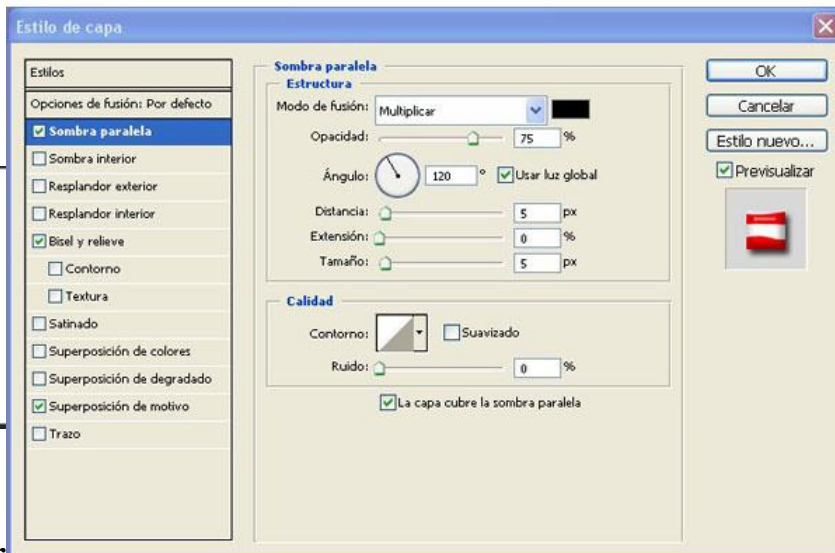 Estilo de capa
Estilos
Opciones de fusión: Por defecto
Sombra paralela
Sombra interior
Resplandor exterior
Resplandor interior
Bisel y relieve
Contorno
Textura
Satinado
Superposición de colores
Superposición de degradado
Superposición de motivo
Trazo
Sombra paralela
Estructura
Modo de fusión: Multiplicar
Opacidad: 75 %
Ángulo: 120 ° Usar luz global
Distancia: 5 px
Extensión: 0 %
Tamaño: 5 px
Calidad
Contorno: Suavizado
Ruido: 0 %
La capa cubre la sombra paralela
OK
Cancelar
Estilo nuevo...
Previsualizar
r